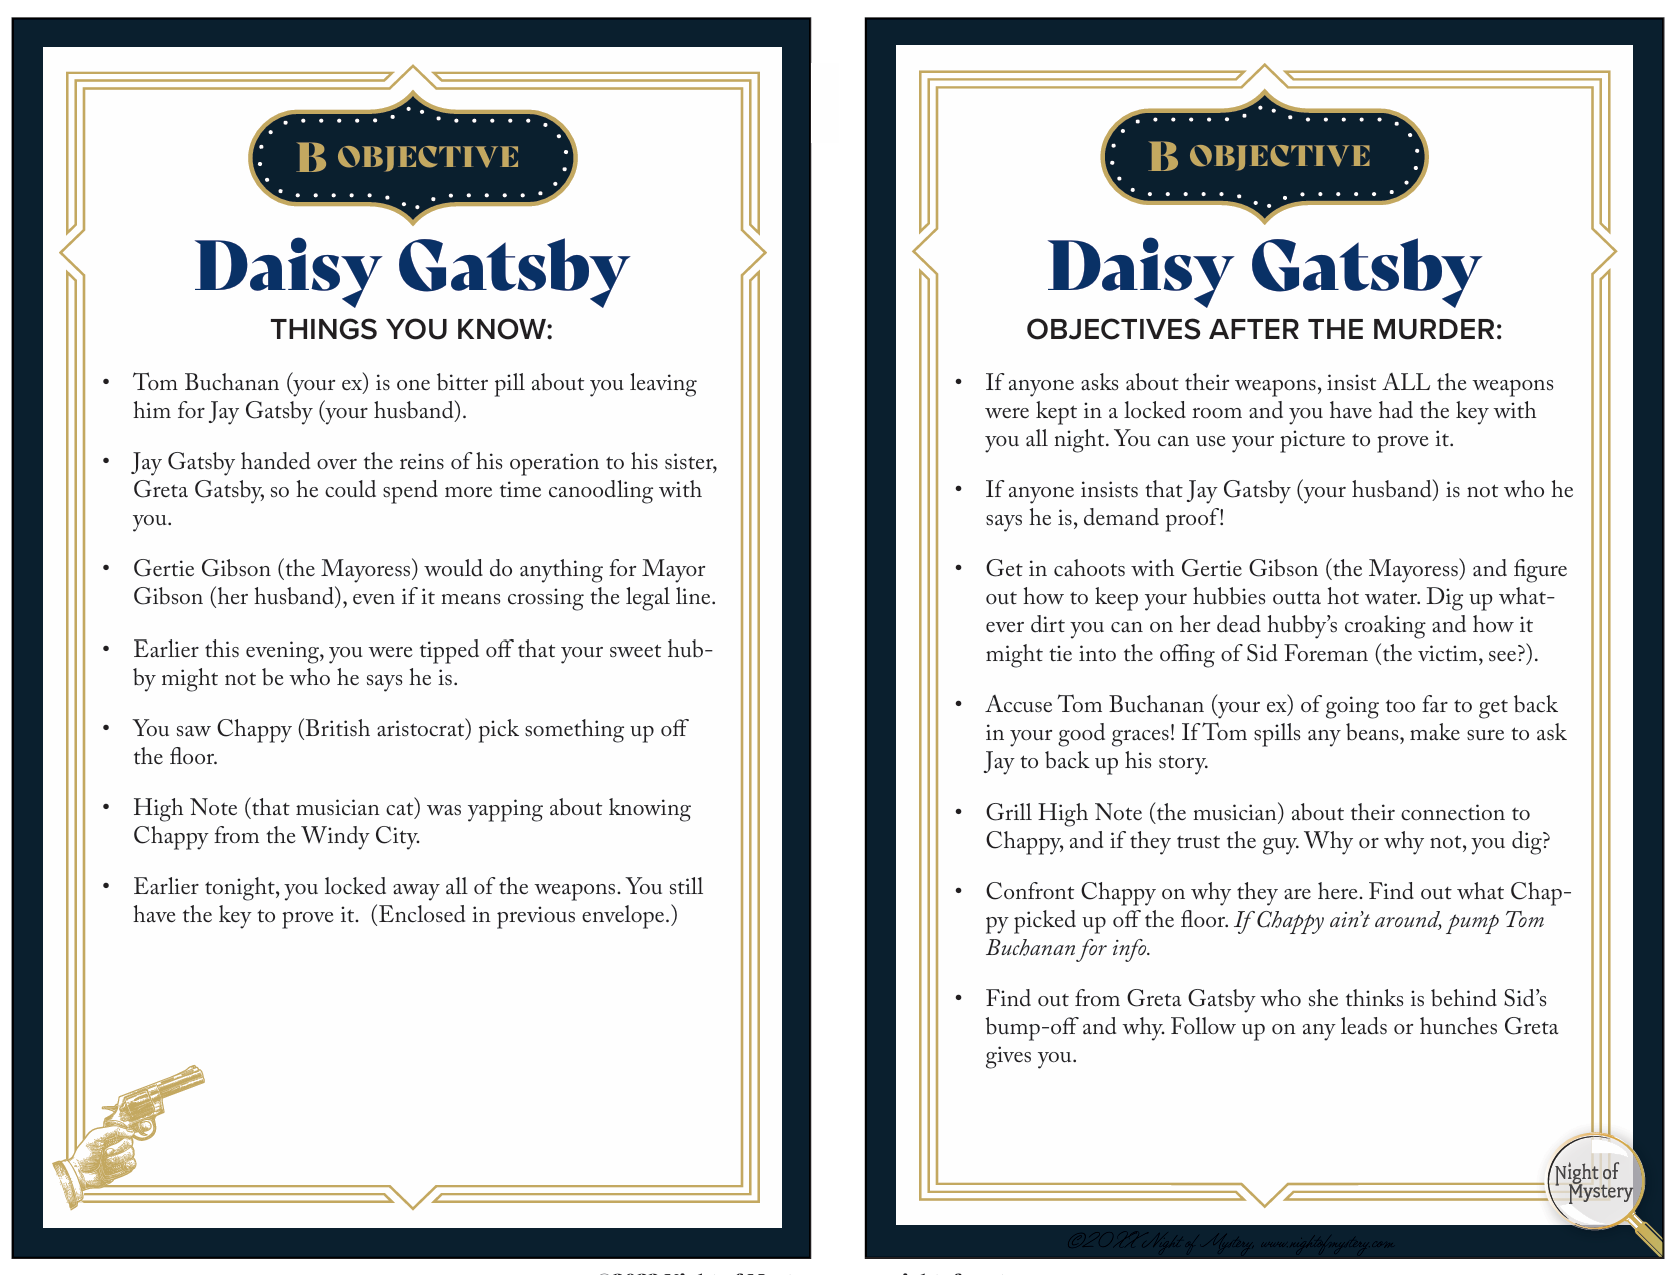 B OBJECTIVE
Daisy Gatsby
THINGS YOU KNOW:
• Tom Buchanan (your ex) is one bitter pill about you leaving
him for Jay Gatsby (your husband).
• Jay Gatsby handed over the reins of his operation to his sister,
Greta Gatsby, so he could spend more time canoodling with
you.
• Gertie Gibson (the Mayoress) would do anything for Mayor
Gibson (her husband), even if it means crossing the legal line.
• Earlier this evening, you were tipped off that your sweet hub-
by might not be who he says he is.
• You saw Chappy (British aristocrat) pick something up off
the floor.
• High Note (that musician cat) was yapping about knowing
Chappy from the Windy City.
• Earlier tonight, you locked away all of the weapons. You still
have the key to prove it. (Enclosed in previous envelope.)
B OBJECTIVE
Daisy Gatsby
OBJECTIVES AFTER THE MURDER:
• If anyone asks about their weapons, insist ALL the weapons
were kept in a locked room and you have had the key with
you all night. You can use your picture to prove it.
• If anyone insists that Jay Gatsby (your husband) is not who he
says he is, demand proof!
• Get in cahoots with Gertie Gibson (the Mayoress) and figure
out how to keep your hubbies outta hot water. Dig up what-
ever dirt you can on her dead hubby's croaking and how it
might tie into the offing of Sid Foreman (the victim, see?).
• Accuse Tom Buchanan (your ex) of going too far to get back
in your good graces! If Tom spills any beans, make sure to ask
Jay to back up his story.
• Grill High Note (the musician) about their connection to
Chappy, and if they trust the guy. Why or why not, you dig?
• Confront Chappy on why they are here. Find out what Chap-
py picked up off the floor. If Chappy ain't around, pump Tom
Buchanan for info.
• Find out from Greta Gatsby who she thinks is behind Sid's
bump-off and why. Follow up on any leads or hunches Greta
gives you.
Night of
Mystery
©20XX Night of Mystery, www.nightofmystery.com